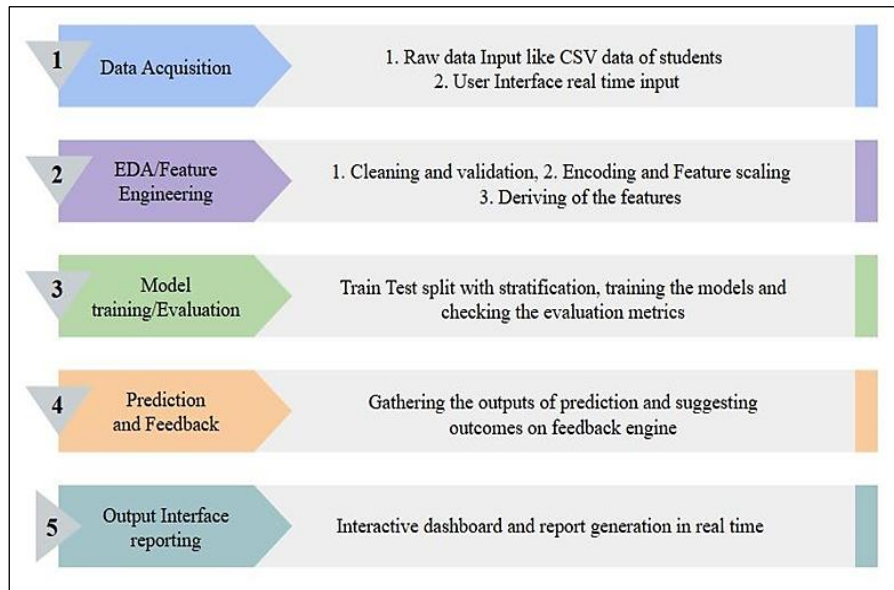 1
Data Acquisition
1. Raw data Input like CSV data of students
2. User Interface real time input
2
EDA/Feature
Engineering
1. Cleaning and validation, 2. Encoding and Feature scaling
3. Deriving of the features
3
Model
training/Evaluation
Train Test split with stratification, training the models and
checking the evaluation metrics
4
Prediction
and Feedback
Gathering the outputs of prediction and suggesting
outcomes on feedback engine
5
Output Interface
reporting
Interactive dashboard and report generation in real time